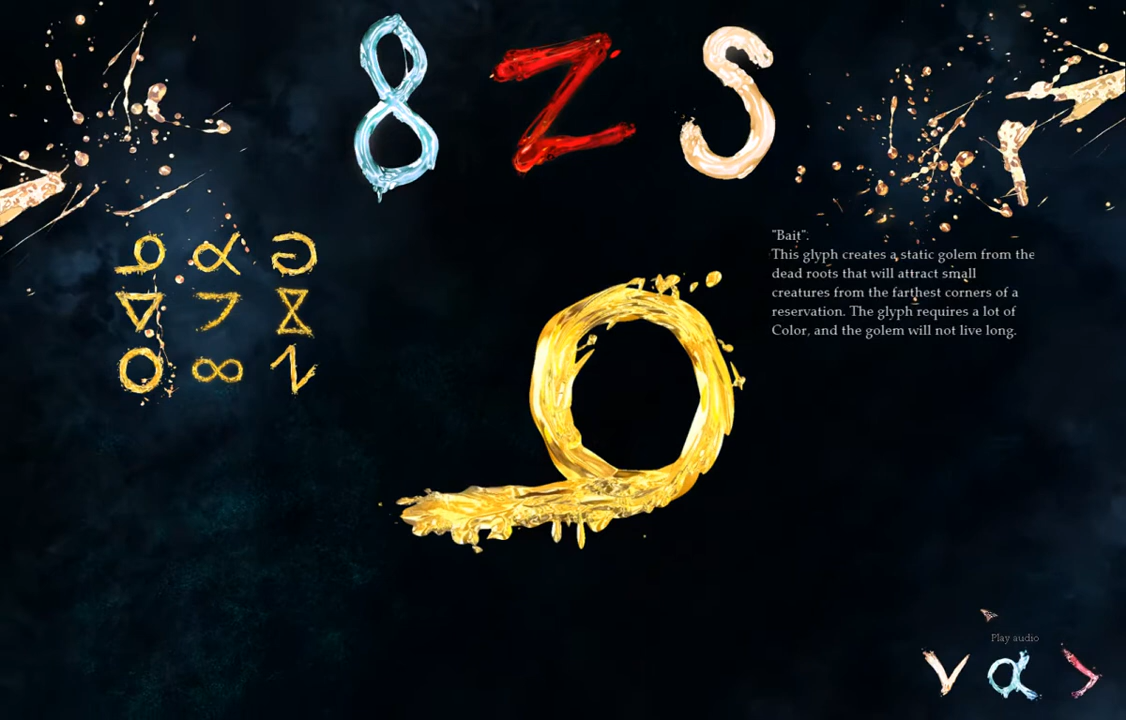 8 Z S
"Bait".
This glyph creates a static golem from the
dead roots that will attract small
creatures from the farthest corners of a
reservation. The glyph requires a lot of
Color, and the golem will not live long.
Play audio